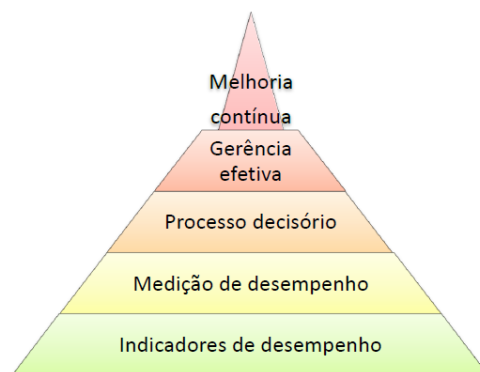 Melhoria
contínua
Gerência
efetiva
Processo decisório
Medição de desempenho
Indicadores de desempenho